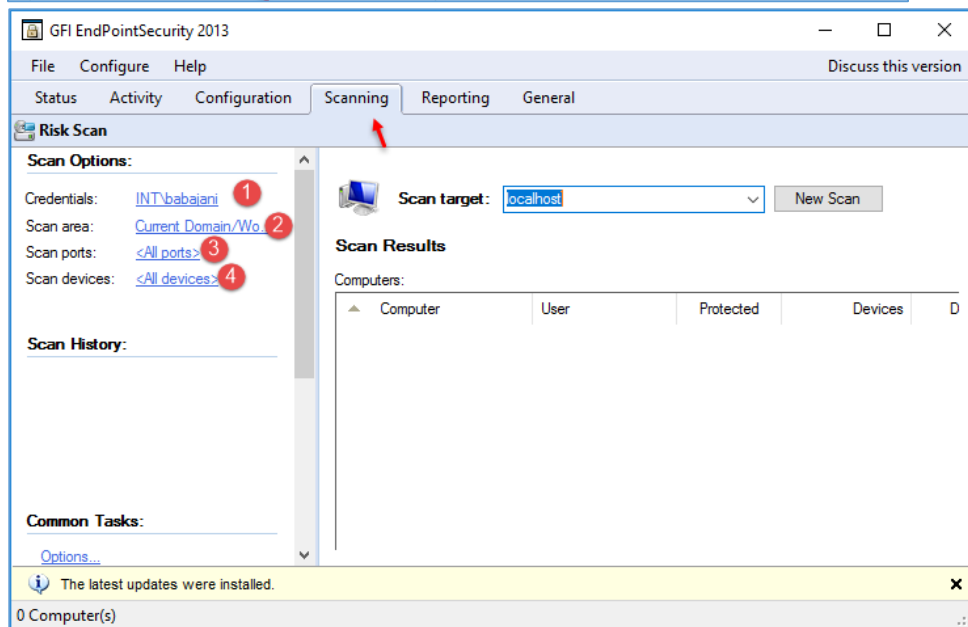 GFI EndPointSecurity 2013
File Configure Help Discuss this version
Status Activity Configuration Scanning Reporting General
Risk Scan
Scan Options:
Credentials: INT\babajani 1
Scan area: Current Domain/Wo... 2
Scan ports: <All ports> 3
Scan devices: <All devices> 4
Scan History:
Common Tasks:
Options...
Scan target: localhost New Scan
Scan Results
Computers:
Computer User Protected Devices D
The latest updates were installed.
0 Computer(s)